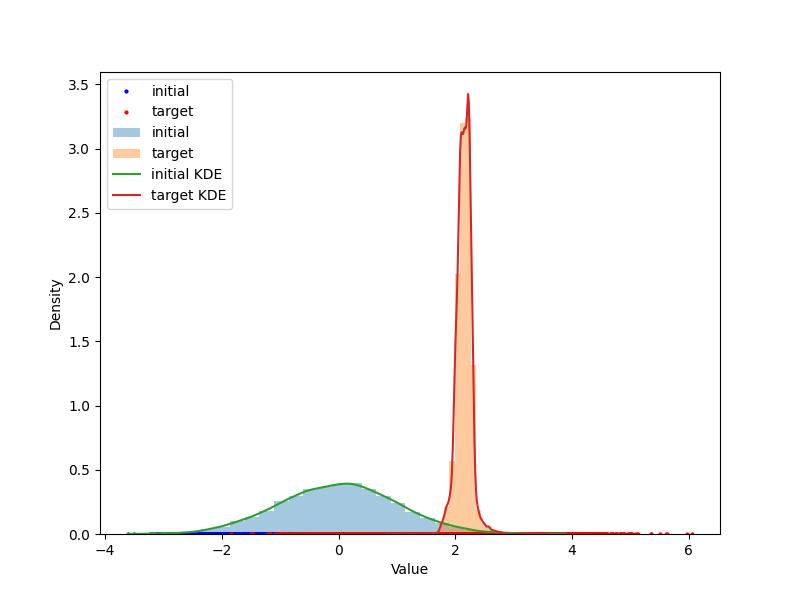 3.5
3.0
2.5
2.0
1.5
1.0
0.5
0.0
Density
initial
target
initial
target
initial KDE
target KDE
−4
−2
0
2
4
6
Value